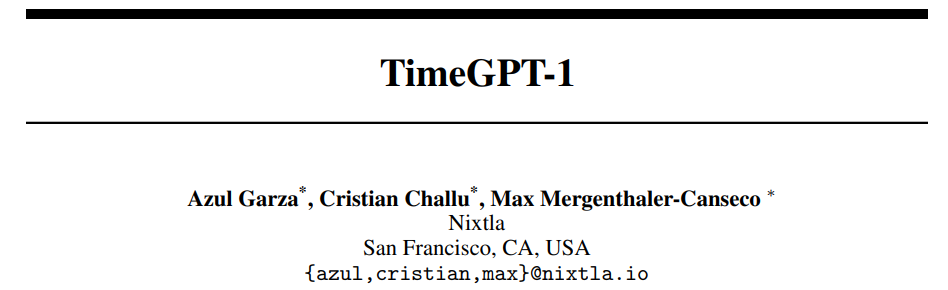 TimeGPT-1
Azul Garza*, Cristian Challu*, Max Mergenthaler-Canseco *
Nixtla
San Francisco, CA, USA
{azul,cristian,max}@nixtla.io